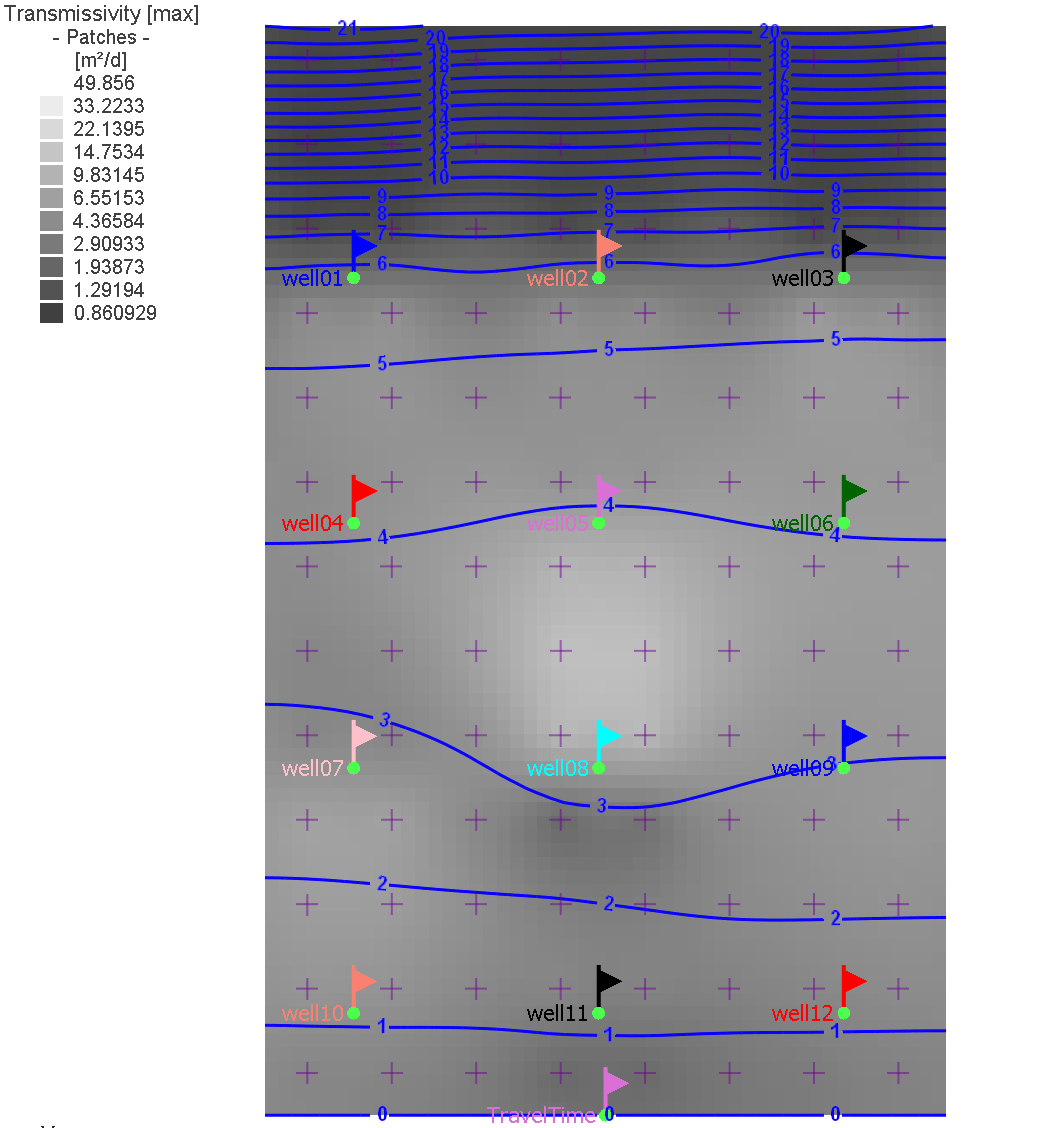 Transmissivity [max]
- Patches -
[m²/d]
49.856
33.2233
22.1395
14.7534
9.83145
6.55153
4.36584
2.90933
1.93873
1.29194
0.860929
21
20 20
19 19
18 18
17 17
16 16
15 15
14 14
13 13
12 12
11 11
10 10
9 9 9
8 8 8
7 7 7
6 6 6
well01 well02 well03
5 5 5
4
well04 well05 well06
4 4
3
well07 well08 well09 3
3
2 2 2
well10 well11 well12
1 1 1
TravelTime
0 0 0